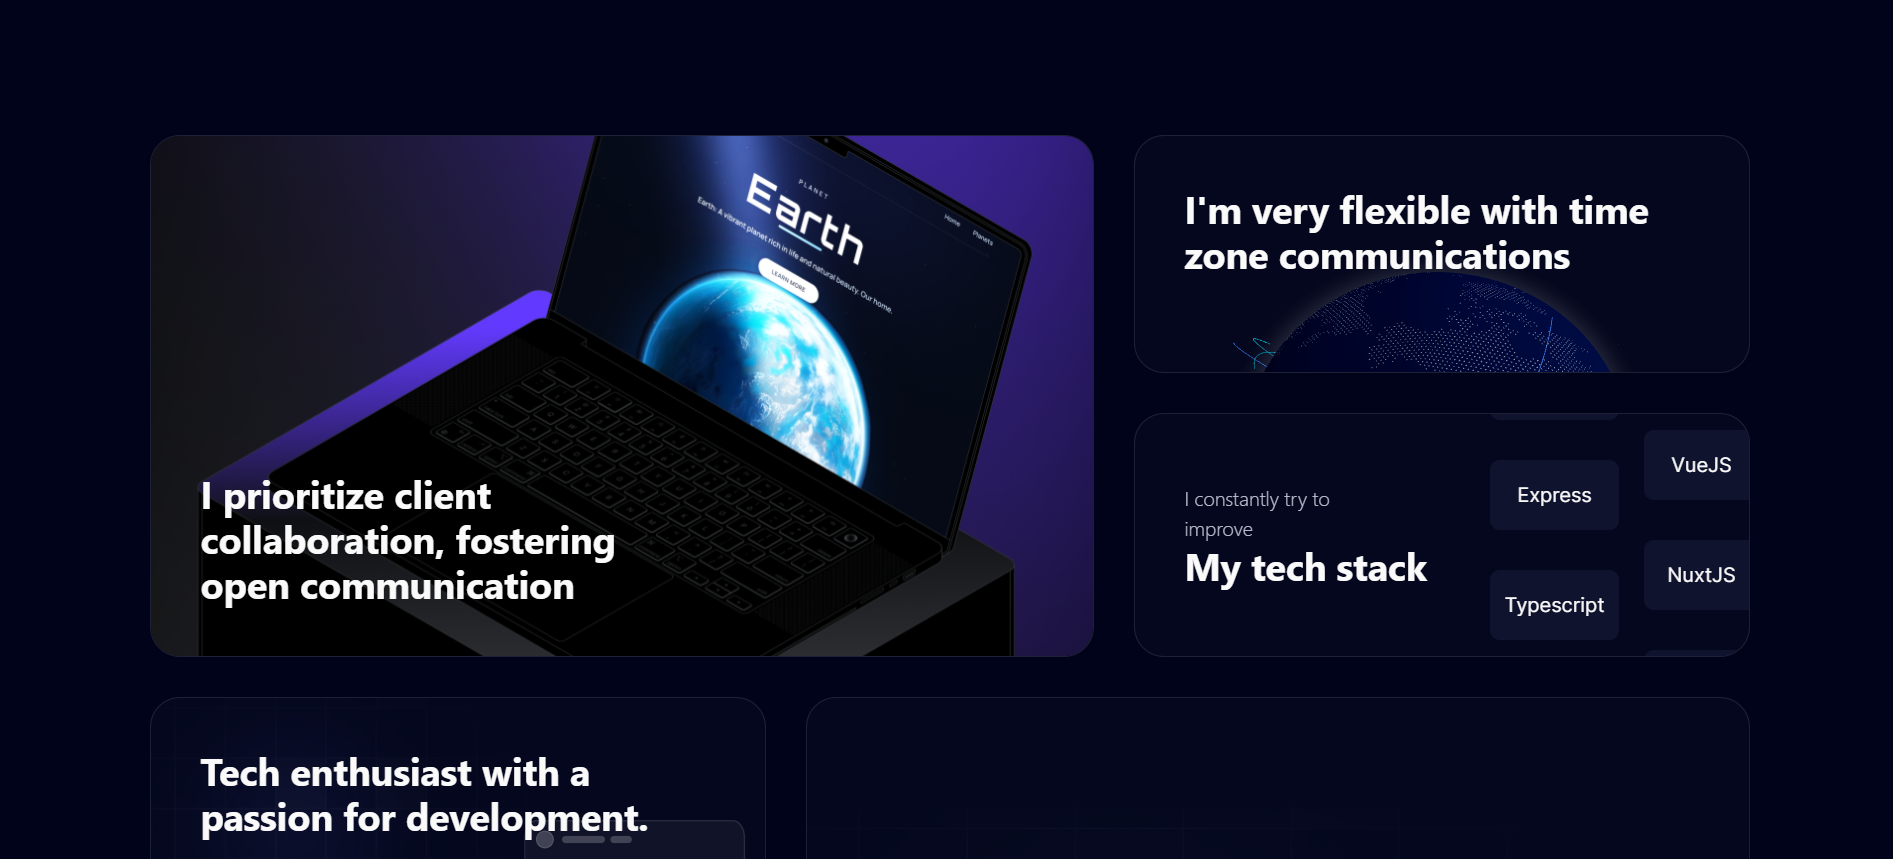 PLANET
Earth
Earth: A vibrant planet rich in life and natural beauty. Our home.
LEARN MORE
Home
Planets
I prioritize client
collaboration, fostering
open communication
I'm very flexible with time
zone communications
I constantly try to
improve
My tech stack
Express
Typescript
VueJS
NuxtJS
Tech enthusiast with a
passion for development.